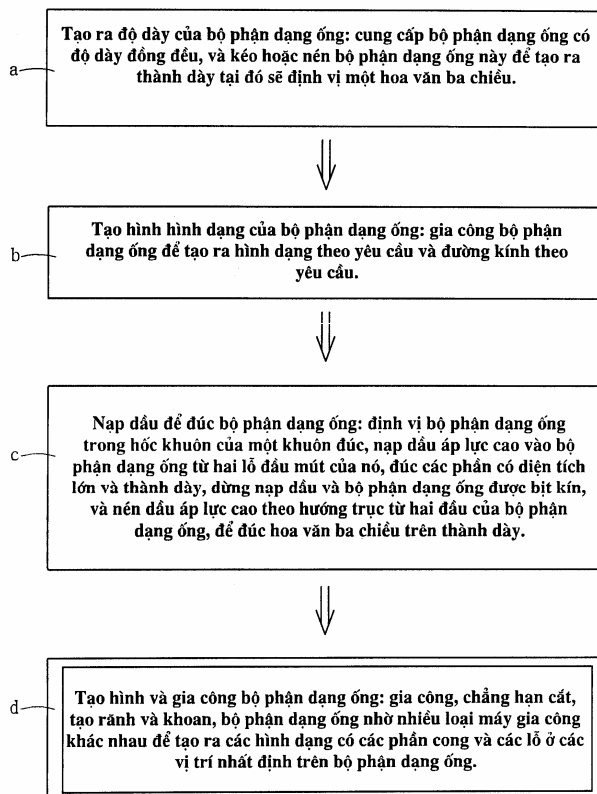 Tạo ra độ dày của bộ phận dạng ống: cung cấp bộ phận dạng ống có
độ dày đồng đều, và kéo hoặc nén bộ phận dạng ống này để tạo ra
thành dày tại đó sẽ định vị một hoa văn ba chiều.
a
Tạo hình hình dạng của bộ phận dạng ống: gia công bộ phận
dạng ống để tạo ra hình dạng theo yêu cầu và đường kính theo
yêu cầu.
b
Nạp dầu để đúc bộ phận dạng ống: định vị bộ phận dạng ống
trong hốc khuôn của một khuôn đúc, nạp dầu áp lực cao vào bộ
phận dạng ống từ hai lỗ đầu mút của nó, đúc các phần có diện tích
lớn và thành dày, dừng nạp dầu và bộ phận dạng ống được bịt kín,
và nén dầu áp lực cao theo hướng trục từ hai đầu của bộ phận
dạng ống, để đúc hoa văn ba chiều trên thành dày.
c
Tạo hình và gia công bộ phận dạng ống: gia công, chẳng hạn cắt,
tạo rãnh và khoan, bộ phận dạng ống nhờ nhiều loại máy gia công
khác nhau để tạo ra các hình dạng có các phần cong và các lỗ ở các
vị trí nhất định trên bộ phận dạng ống.
d